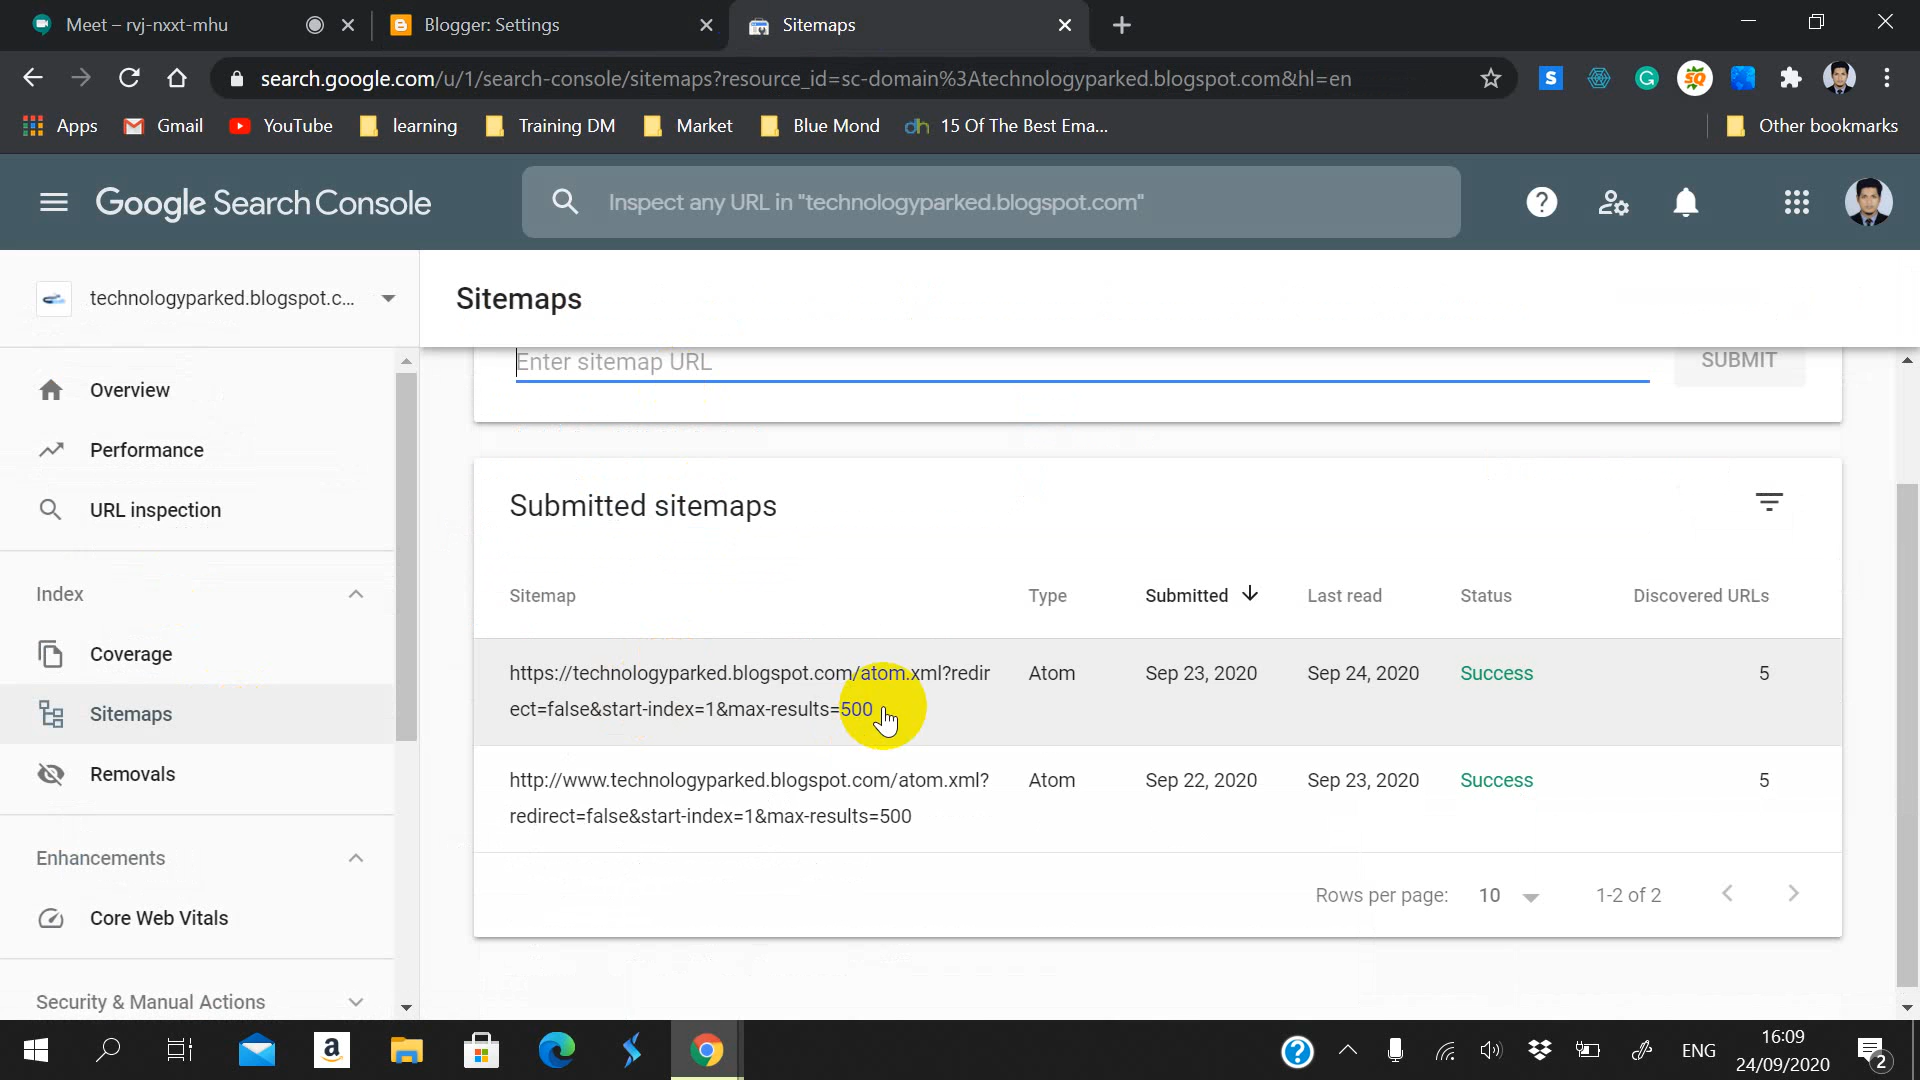 Meet – rvj-nxxt-mhu
Blogger: Settings
Sitemaps
search.google.com/u/1/search-console/sitemaps?resource_id=sc-domain%3Atechnologyparked.blogspot.com&hl=en
Apps
Gmail
YouTube
learning
Training DM
Market
Blue Mond
15 Of The Best Ema...
Other bookmarks
Google Search Console
Inspect any URL in "technologyparked.blogspot.com"
technologyparked.blogspot.c...
Sitemaps
Overview
Performance
URL inspection
Index
Coverage
Sitemaps
Removals
Enhancements
Core Web Vitals
Security & Manual Actions
Enter sitemap URL
SUBMIT
Submitted sitemaps
Sitemap Type Submitted Last read Status Discovered URLs
https://technologyparked.blogspot.com/atom.xml?redir Atom Sep 23, 2020 Sep 24, 2020 Success 5
ect=false&start-index=1&max-results=500
http://www.technologyparked.blogspot.com/atom.xml? Atom Sep 22, 2020 Sep 23, 2020 Success 5
redirect=false&start-index=1&max-results=500
Rows per page: 10 1-2 of 2
ENG
16:09
24/09/2020
2